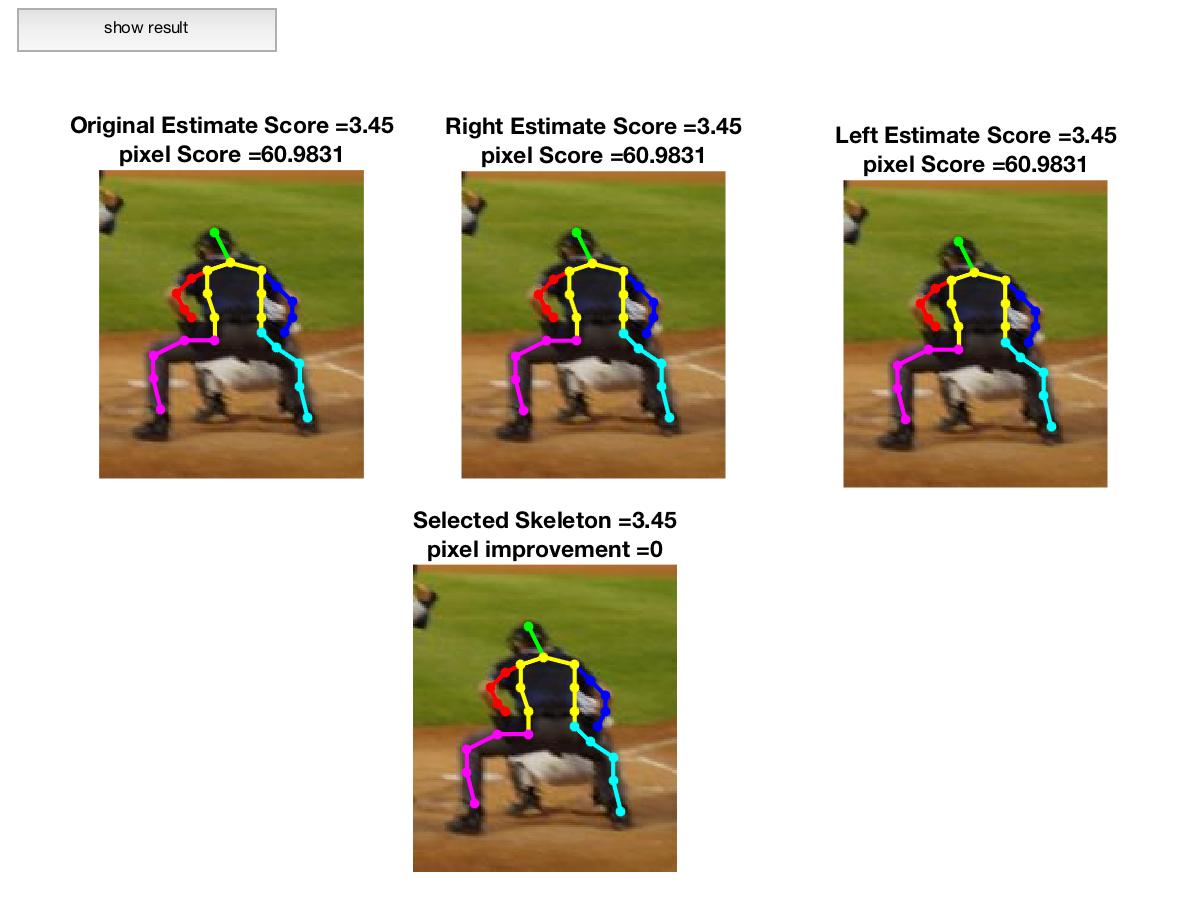 show result
Original Estimate Score =3.45
pixel Score =60.9831
Right Estimate Score =3.45
pixel Score =60.9831
Left Estimate Score =3.45
pixel Score =60.9831
Selected Skeleton =3.45
pixel improvement =0